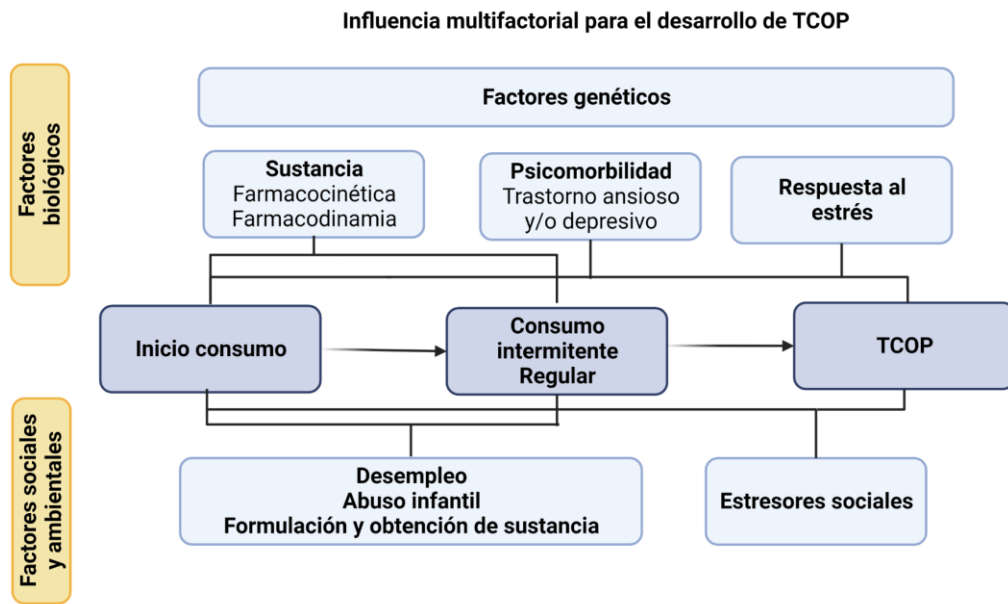 Influencia multifactorial para el desarrollo de TCOP
Factores
biológicos
Factores genéticos
Sustancia
Farmacocinética
Farmacodinamia
Psicomorbilidad
Trastorno ansioso
y/o depresivo
Respuesta al
estrés
Inicio consumo
Consumo
intermitente
Regular
TCOP
Factores sociales
y ambientales
Desempleo
Abuso infantil
Formulación y obtención de sustancia
Estresores sociales